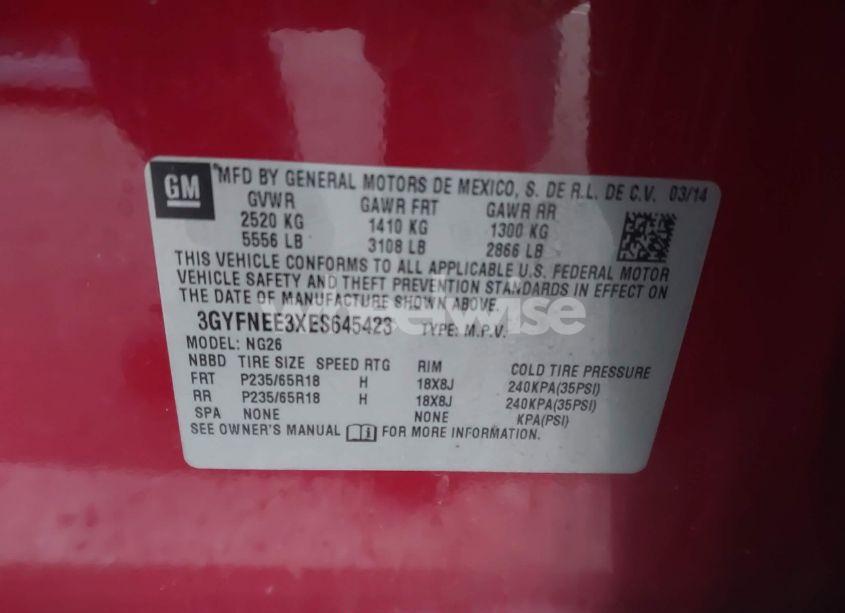 GM MFD BY GENERAL MOTORS DE MEXICO, S. DE R.L. DE C.V. 03/14
GVWR GAWR FRT GAWR RR
2520 KG 1410 KG 1300 KG
5556 LB 3108 LB 2866 LB
THIS VEHICLE CONFORMS TO ALL APPLICABLE U.S. FEDERAL MOTOR
VEHICLE SAFETY AND THEFT PREVENTION STANDARDS IN EFFECT ON
THE DATE OF MANUFACTURE SHOWN ABOVE.
3GYFNEE3XES645423 TYPE: M.P.V.
wheelwise
MODEL: NG26
NBBD TIRE SIZE SPEED RTG RIM COLD TIRE PRESSURE
FRT P235/65R18 H 18X8J 240KPA(35PSI)
RR P235/65R18 H 18X8J 240KPA(35PSI)
SPA NONE NONE KPA(PSI)
SEE OWNER'S MANUAL FOR MORE INFORMATION.